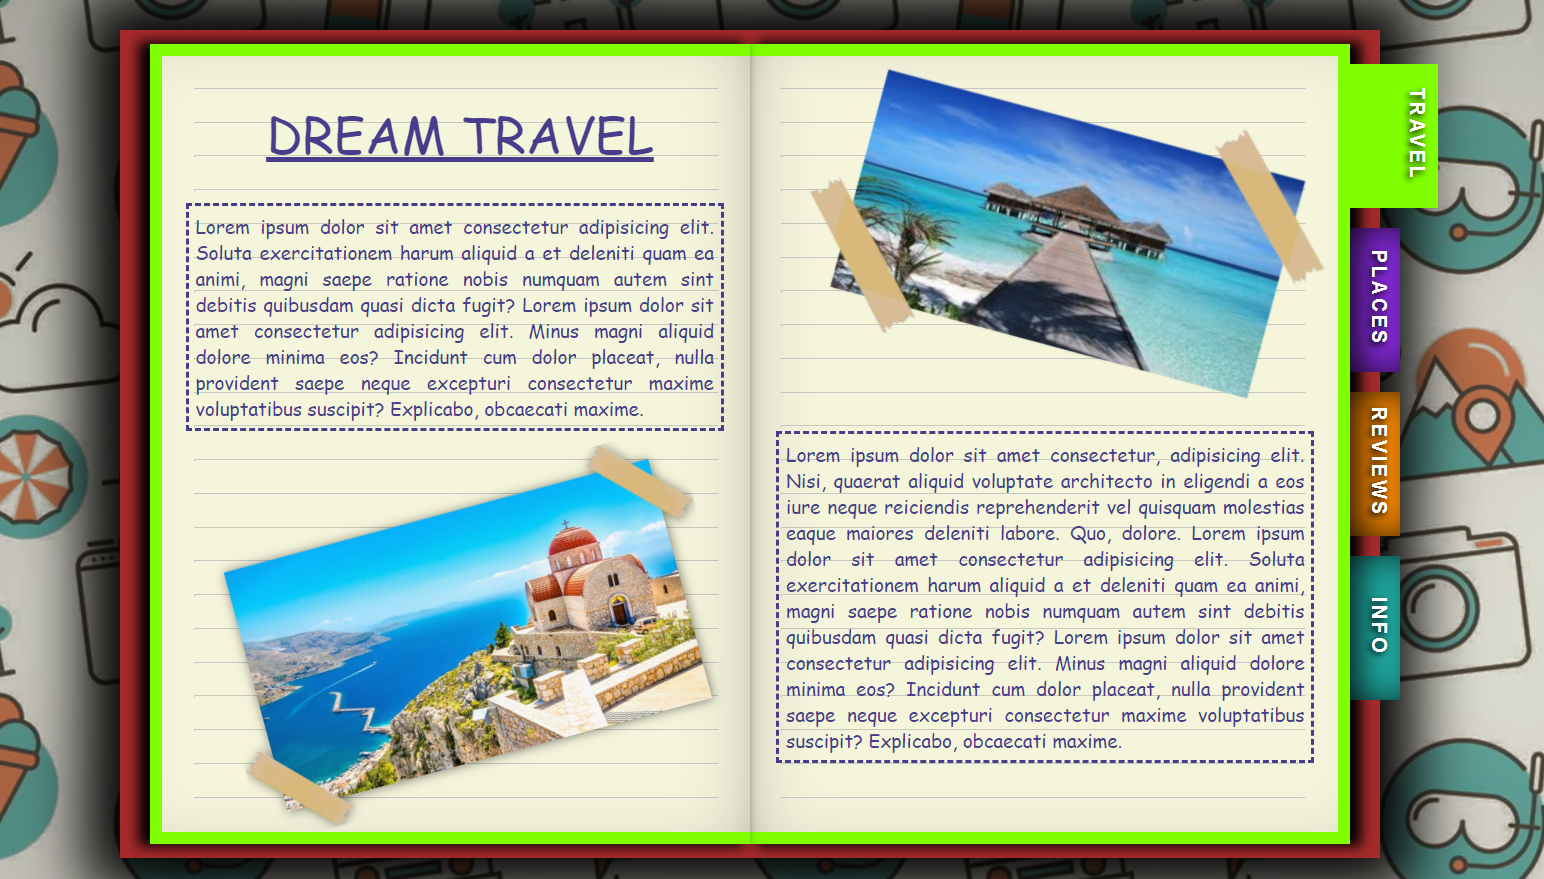 DREAM TRAVEL
Lorem ipsum dolor sit amet consectetur adipisicing elit.
Soluta exercitationem harum aliquid a et deleniti quam ea
animi, magni saepe ratione nobis numquam autem sint
debitis quibusdam quasi dicta fugit? Lorem ipsum dolor sit
amet consectetur adipisicing elit. Minus magni aliquid
dolore minima eos? Incidunt cum dolor placeat, nulla
provident saepe neque excepturi consectetur maxime
voluptatibus suscipit? Explicabo, obcaecati maxime.
Lorem ipsum dolor sit amet consectetur, adipisicing elit.
Nisi, quaerat aliquid voluptate architecto in eligendi a eos
iure neque reiciendis reprehenderit vel quisquam molestias
eaque maiores deleniti labore. Quo, dolore. Lorem ipsum
dolor sit amet consectetur adipisicing elit. Soluta
exercitationem harum aliquid a et deleniti quam ea animi,
magni saepe ratione nobis numquam autem sint debitis
quibusdam quasi dicta fugit? Lorem ipsum dolor sit amet
consectetur adipisicing elit. Minus magni aliquid dolore
minima eos? Incidunt cum dolor placeat, nulla provident
saepe neque excepturi consectetur maxime voluptatibus
suscipit? Explicabo, obcaecati maxime.
TRAVEL
PLACES
REVIEWS
INFO